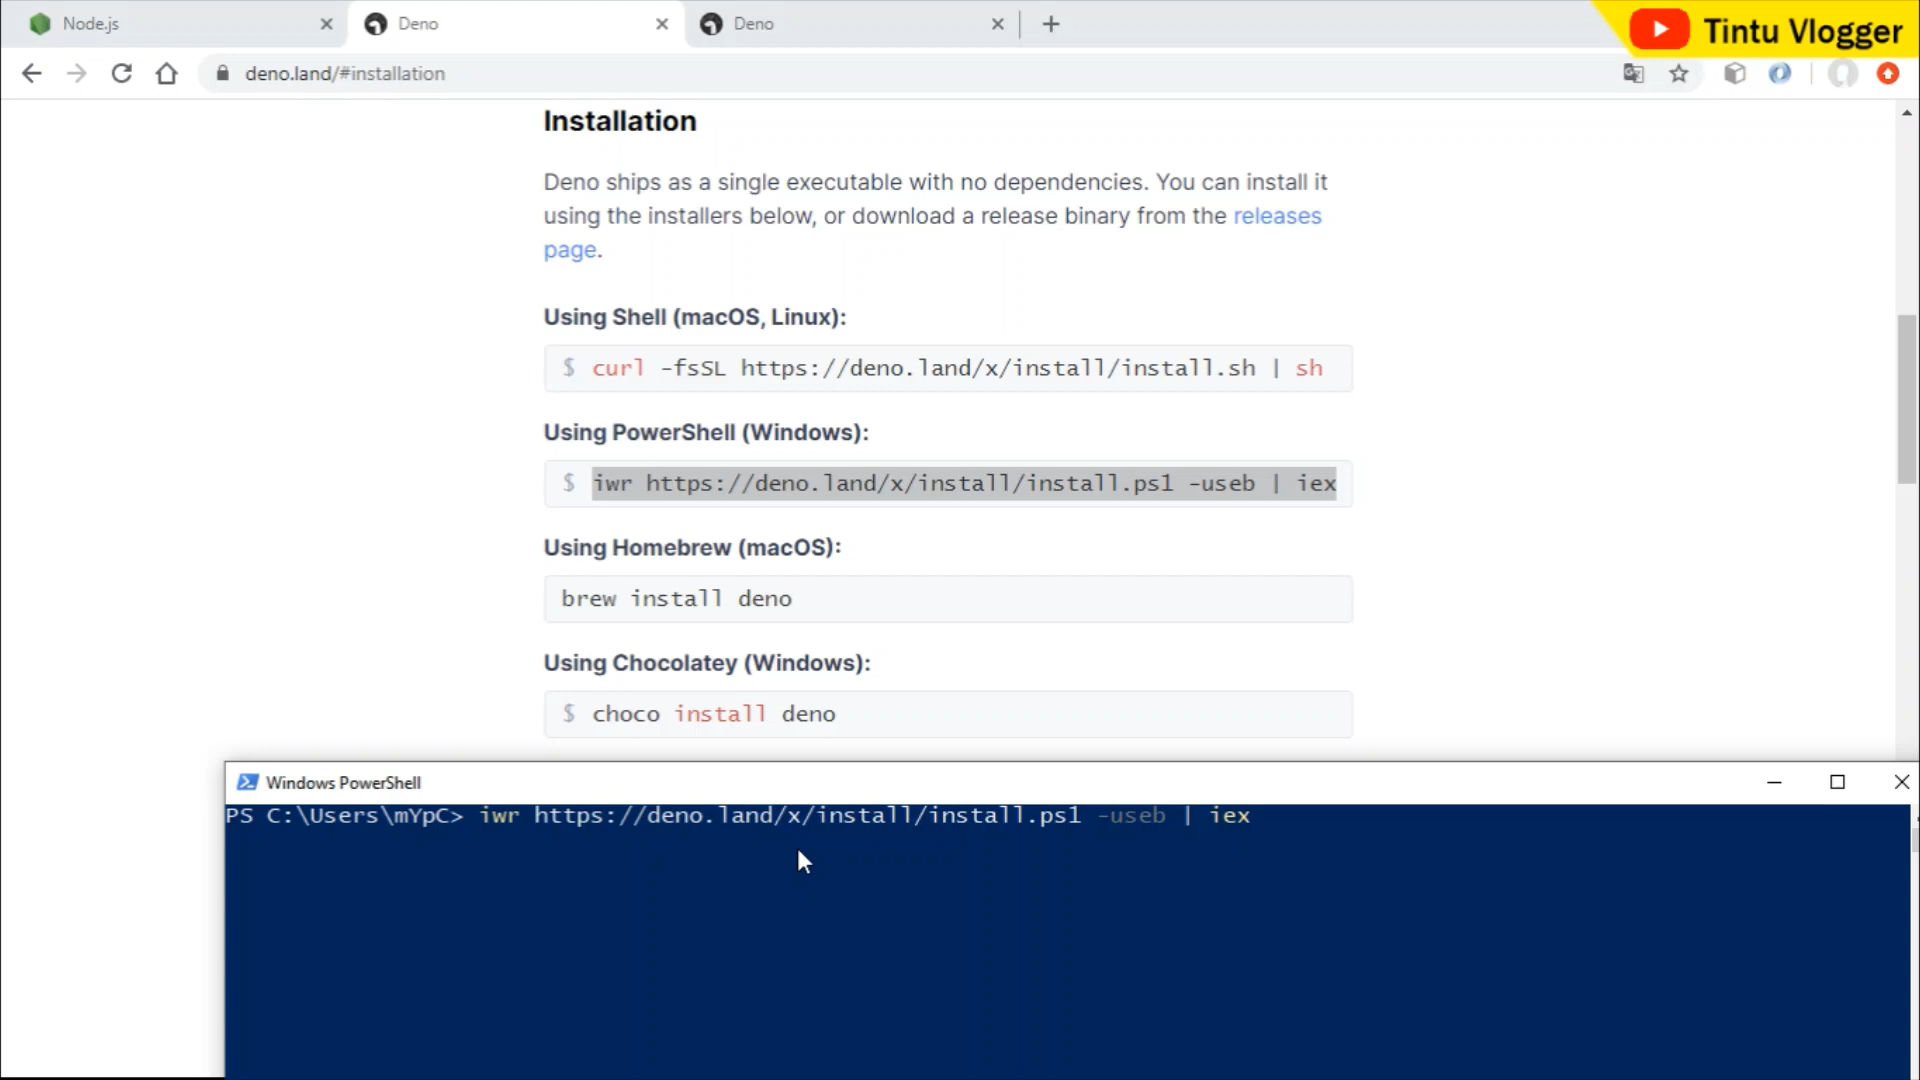 Node.js
Deno
Deno
Tintu Vlogger
deno.land/#installation
Installation
Deno ships as a single executable with no dependencies. You can install it
using the installers below, or download a release binary from the releases
page.
Using Shell (macOS, Linux):
$ curl -fsSL https://deno.land/x/install/install.sh | sh
Using PowerShell (Windows):
$ iwr https://deno.land/x/install/install.ps1 -useb | iex
Using Homebrew (macOS):
brew install deno
Using Chocolatey (Windows):
$ choco install deno
Windows PowerShell
PS C:\Users\mYpC> iwr https://deno.land/x/install/install.ps1 -useb | iex